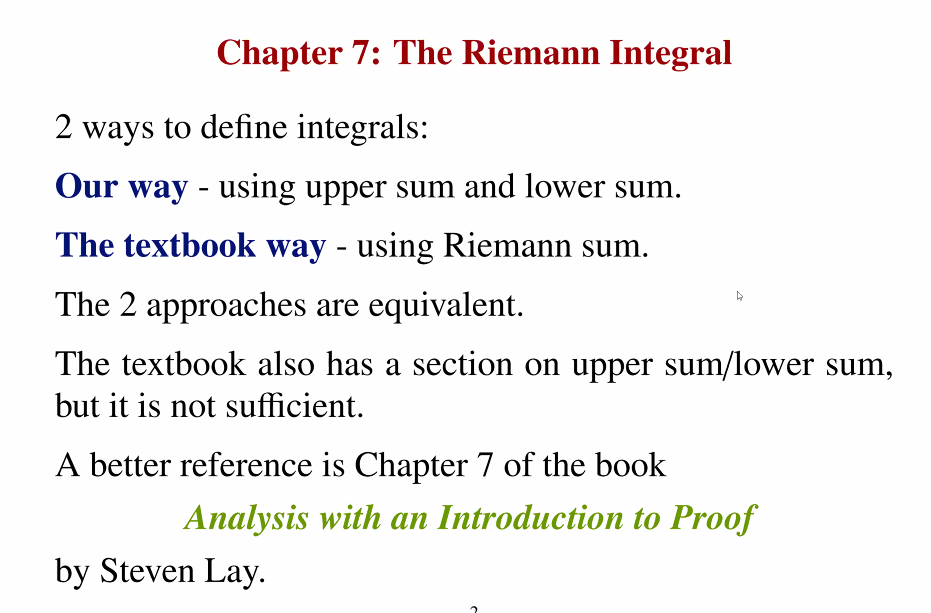 Chapter 7: The Riemann Integral
2 ways to define integrals:
Our way - using upper sum and lower sum.
The textbook way - using Riemann sum.
The 2 approaches are equivalent.
The textbook also has a section on upper sum/lower sum,
but it is not sufficient.
A better reference is Chapter 7 of the book
Analysis with an Introduction to Proof
by Steven Lay.
2